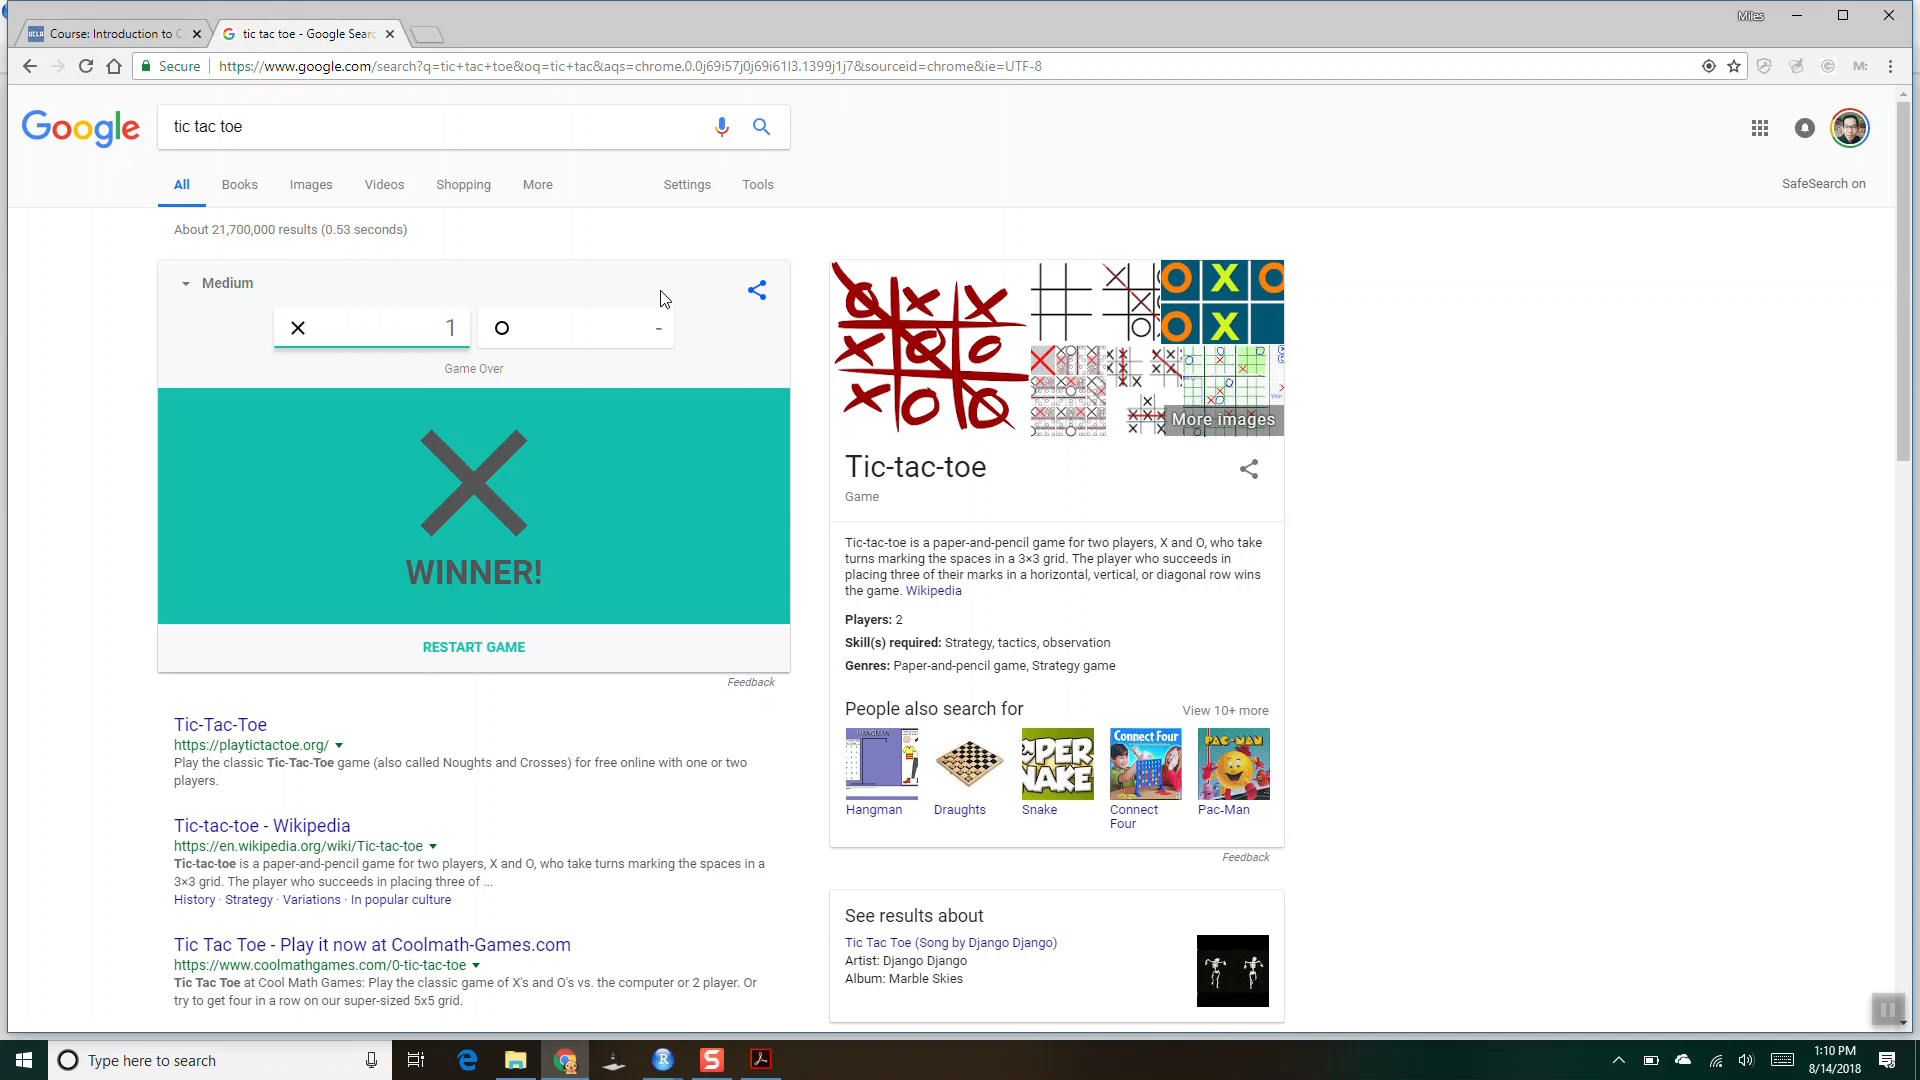 Miles
Course: Introduction to C
tic tac toe - Google Searc
Secure
https://www.google.com/search?q=tic+tac+toe&oq=tic+tac&aqs=chrome.0.0j69i57j0j69i61l3.1399j1j7&sourceid=chrome&ie=UTF-8
Google
tic tac toe
All Books Images Videos Shopping More Settings Tools
SafeSearch on
About 21,700,000 results (0.53 seconds)
Medium
1
-
Game Over
WINNER!
RESTART GAME
Feedback
Tic-Tac-Toe
https://playtictactoe.org/
Play the classic Tic-Tac-Toe game (also called Noughts and Crosses) for free online with one or two
players.
Tic-tac-toe - Wikipedia
https://en.wikipedia.org/wiki/Tic-tac-toe
Tic-tac-toe is a paper-and-pencil game for two players, X and O, who take turns marking the spaces in a
3×3 grid. The player who succeeds in placing three of ...
History · Strategy · Variations · In popular culture
Tic Tac Toe - Play it now at Coolmath-Games.com
https://www.coolmathgames.com/0-tic-tac-toe
Tic Tac Toe at Cool Math Games: Play the classic game of X's and O's vs. the computer or 2 player. Or
try to get four in a row on our super-sized 5x5 grid.
More images
Tic-tac-toe
Game
Tic-tac-toe is a paper-and-pencil game for two players, X and O, who take
turns marking the spaces in a 3×3 grid. The player who succeeds in
placing three of their marks in a horizontal, vertical, or diagonal row wins
the game. Wikipedia
Players: 2
Skill(s) required: Strategy, tactics, observation
Genres: Paper-and-pencil game, Strategy game
People also search for
View 10+ more
HANGMAN
Connect Four
PAC-MAN
Hangman
Draughts
Snake
Connect
Four
Pac-Man
Feedback
See results about
Tic Tac Toe (Song by Django Django)
Artist: Django Django
Album: Marble Skies
Type here to search
1:10 PM
8/14/2018